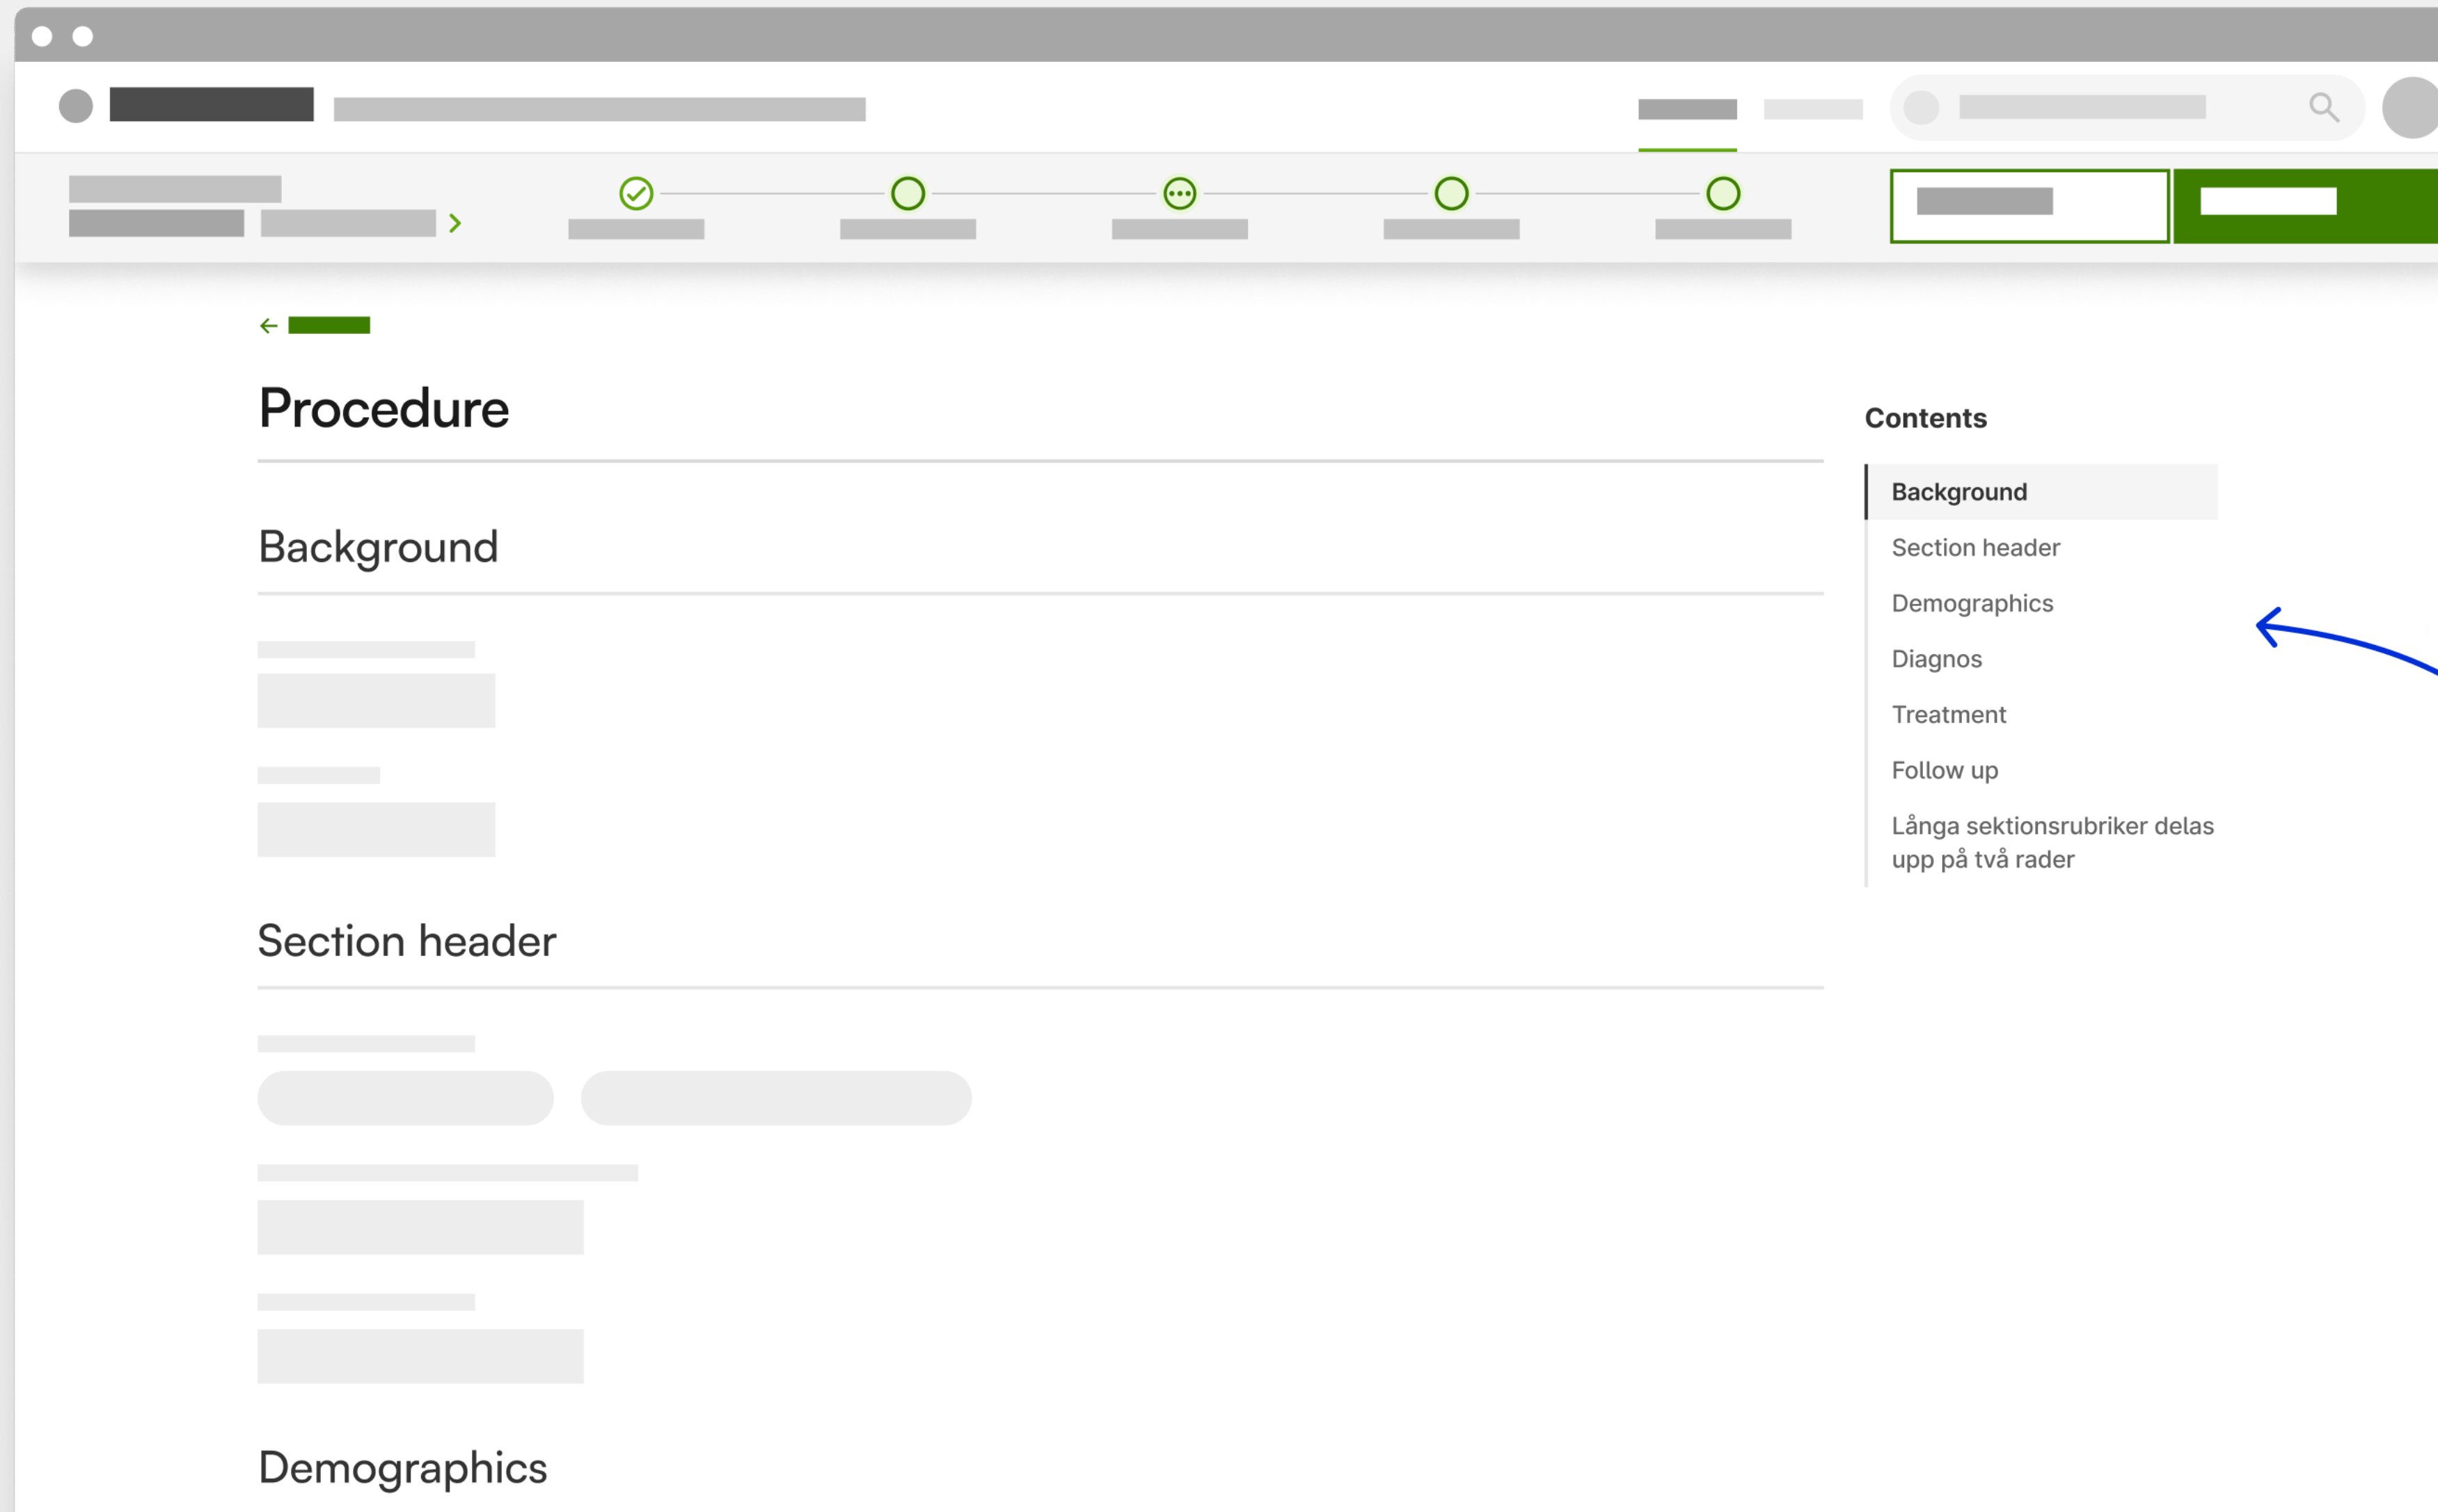 Procedure
Background
Section header
Demographics
Contents
Background
Section header
Demographics
Diagnos
Treatment
Follow up
Långa sektionsrubriker delas
upp på två rader